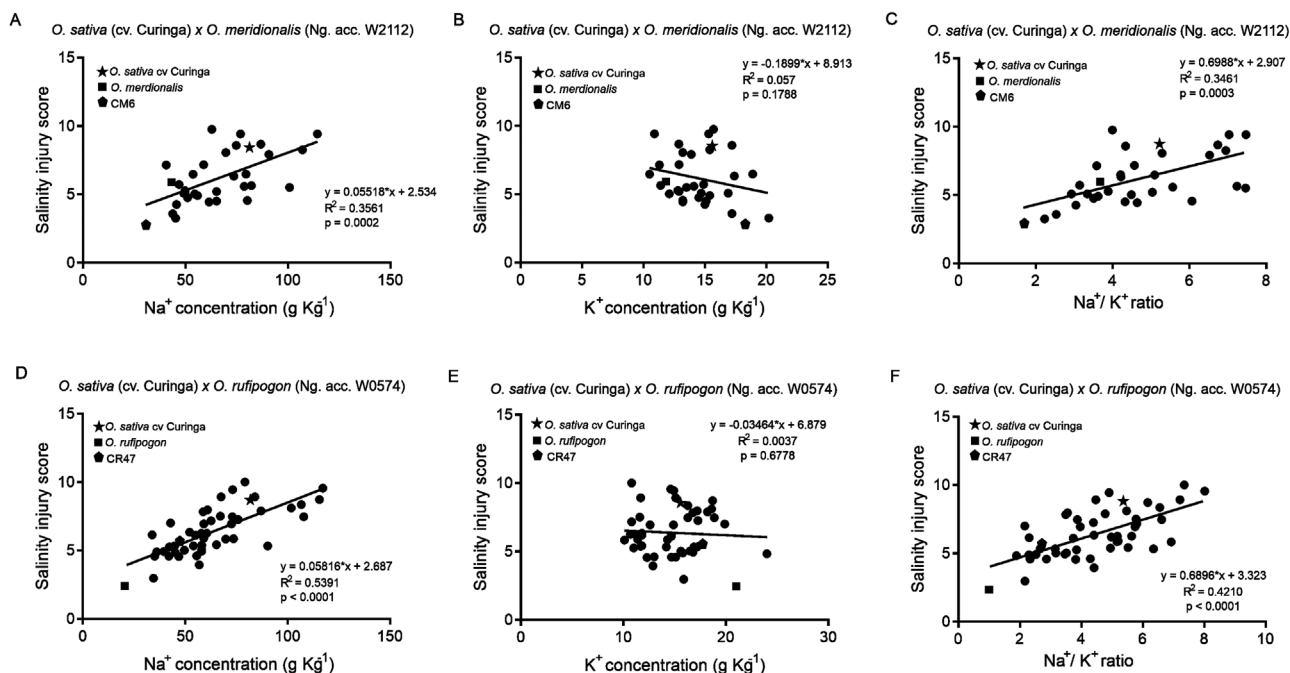 A
O. sativa (cv. Curinga) x O. meridionalis (Ng. acc. W2112)
15
10
5
0
Salinity injury score
O. sativa cv Curinga
O. merdionalis
CM6
y = 0.05518*x + 2.534
R² = 0.3561
p = 0.0002
0 50 100 150
Na⁺ concentration (g Kg⁻¹)
B
O. sativa (cv. Curinga) x O. meridionalis (Ng. acc. W2112)
15
10
5
0
Salinity injury score
O. sativa cv Curinga
O. merdionalis
CM6
y = -0.1899*x + 8.913
R² = 0.057
p = 0.1788
0 5 10 15 20 25
K⁺ concentration (g Kg⁻¹)
C
O. sativa (cv. Curinga) x O. meridionalis (Ng. acc. W2112)
15
10
5
0
Salinity injury score
O. sativa cv Curinga
O. merdionalis
CM6
y = 0.6988*x + 2.907
R² = 0.3461
p = 0.0003
0 2 4 6 8
Na⁺/ K⁺ ratio
D
O. sativa (cv. Curinga) x O. rufipogon (Ng. acc. W0574)
15
10
5
0
Salinity injury score
O. sativa cv Curinga
O. rufipogon
CR47
y = 0.05816*x + 2.687
R² = 0.5391
p < 0.0001
0 50 100 150
Na⁺ concentration (g Kg⁻¹)
E
O. sativa (cv. Curinga) x O. rufipogon (Ng. acc. W0574)
15
10
5
0
Salinity injury score
O. sativa cv Curinga
O. rufipogon
CR47
y = -0.03464*x + 6.879
R² = 0.0037
p = 0.6778
0 10 20 30
K⁺ concentration (g Kg⁻¹)
F
O. sativa (cv. Curinga) x O. rufipogon (Ng. acc. W0574)
15
10
5
0
Salinity injury score
O. sativa cv Curinga
O. rufipogon
CR47
y = 0.6896*x + 3.323
R² = 0.4210
p < 0.0001
0 2 4 6 8 10
Na⁺/ K⁺ ratio